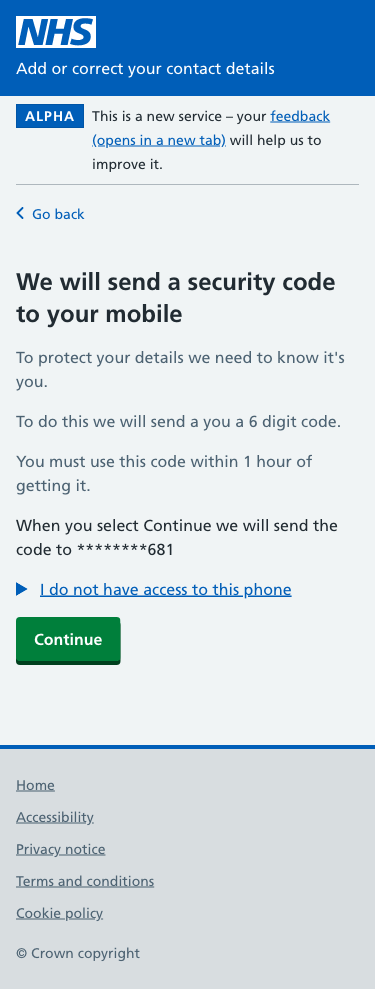 NHS
Add or correct your contact details
ALPHA This is a new service – your feedback
(opens in a new tab) will help us to
improve it.
Go back
We will send a security code
to your mobile
To protect your details we need to know it's
you.
To do this we will send a you a 6 digit code.
You must use this code within 1 hour of
getting it.
When you select Continue we will send the
code to ********681
I do not have access to this phone
Continue
Home
Accessibility
Privacy notice
Terms and conditions
Cookie policy
© Crown copyright